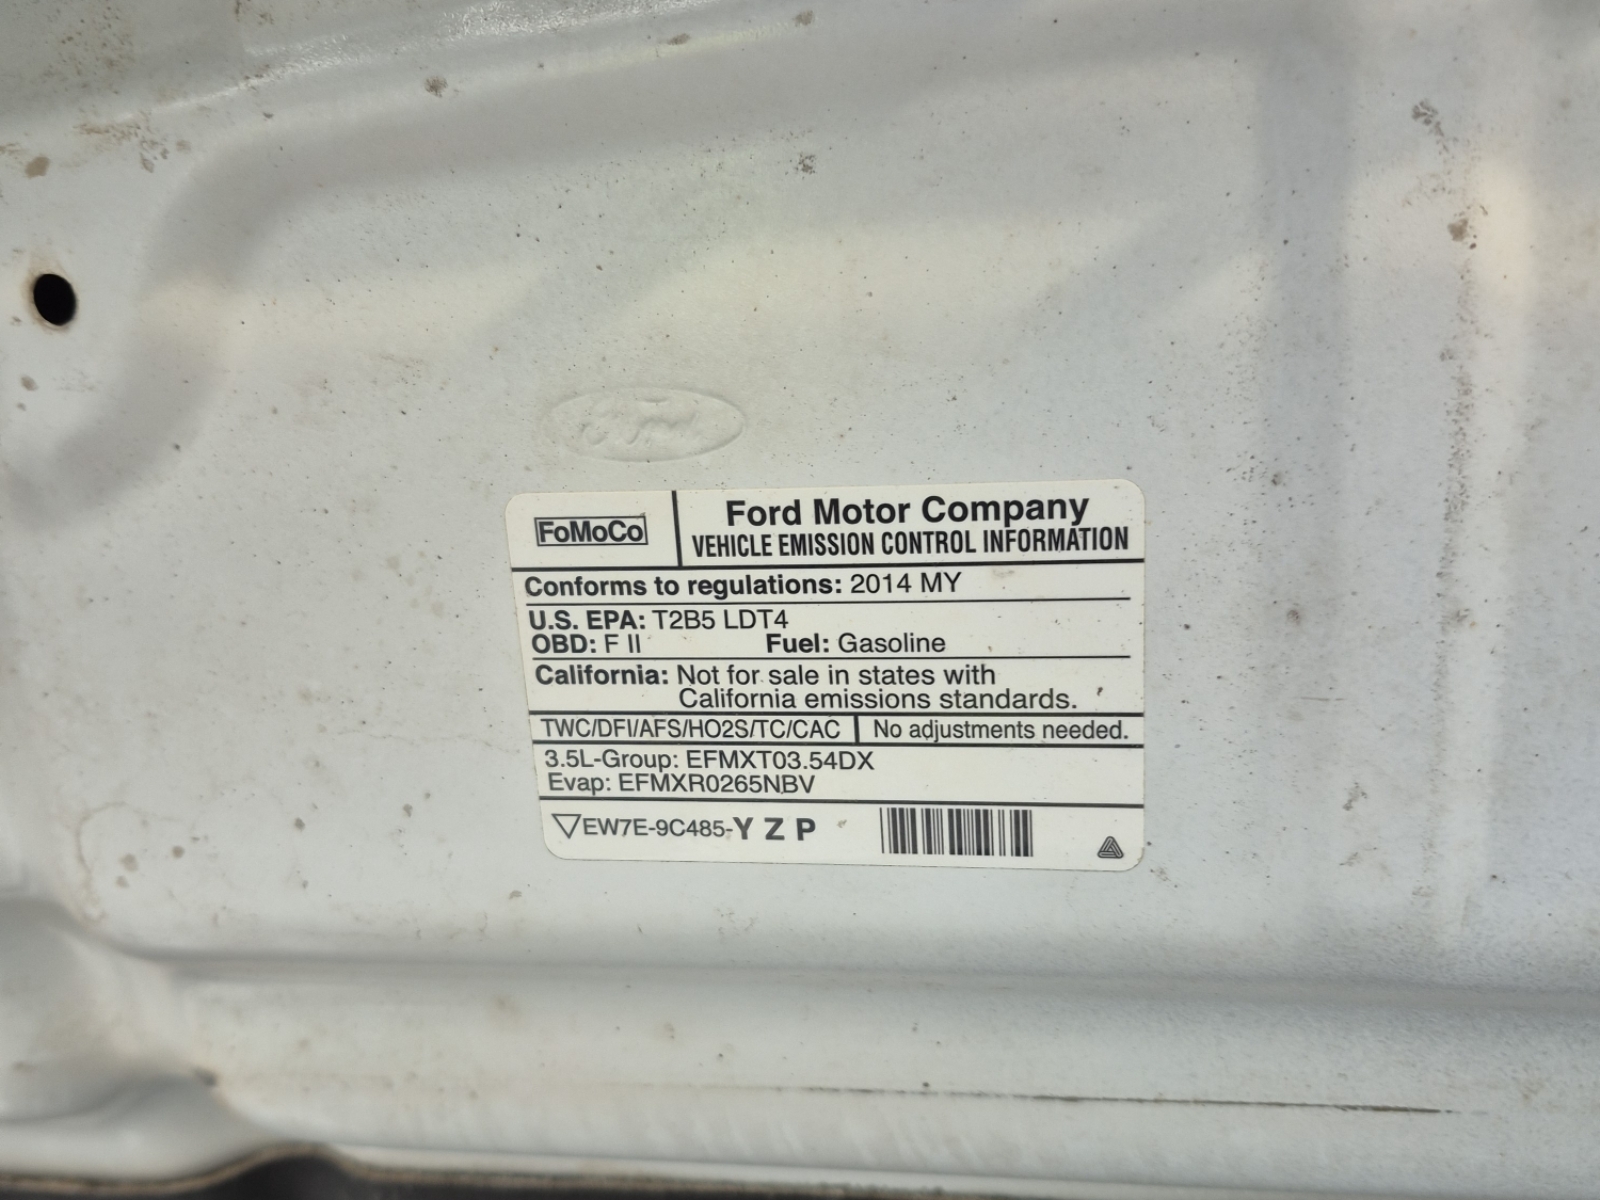 Ford
FoMoCo
Ford Motor Company
VEHICLE EMISSION CONTROL INFORMATION
Conforms to regulations: 2014 MY
U.S. EPA: T2B5 LDT4
OBD: F II Fuel: Gasoline
California: Not for sale in states with
California emissions standards.
TWC/DFI/AFS/HO2S/TC/CAC No adjustments needed.
3.5L-Group: EFMXT03.54DX
Evap: EFMXR0265NBV
EW7E-9C485-Y Z P